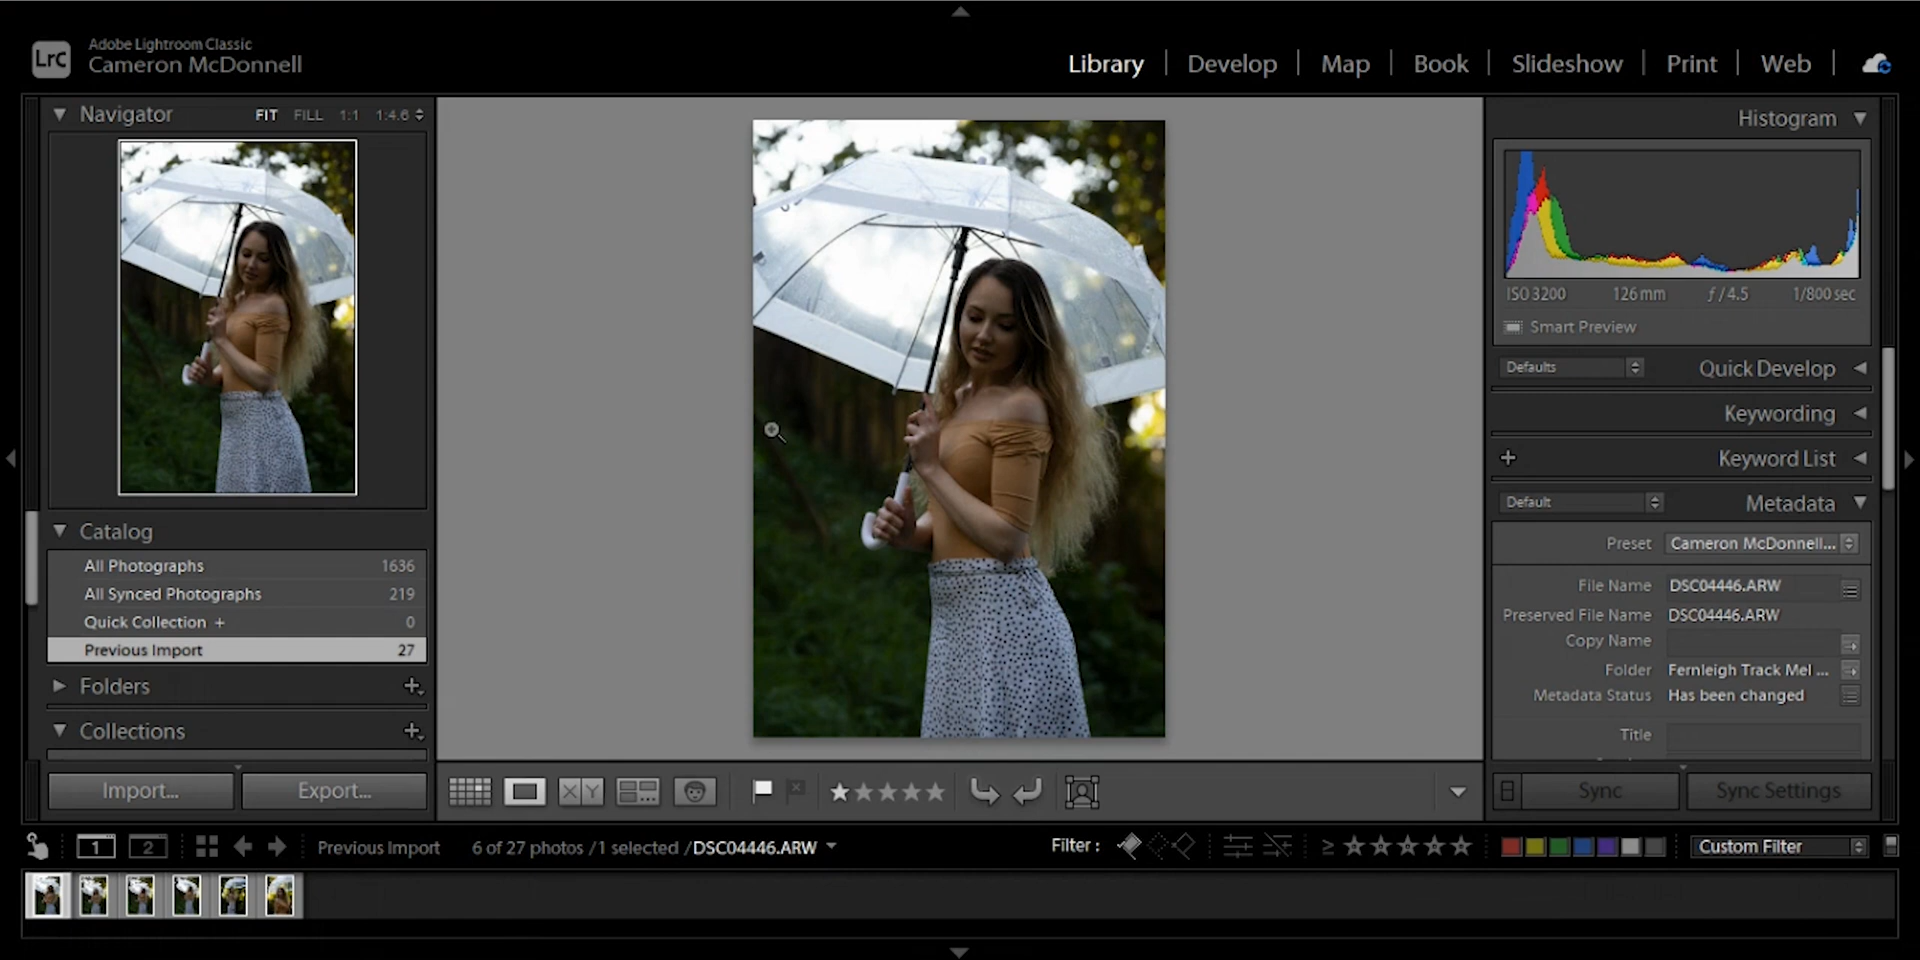 LrC
Adobe Lightroom Classic
Cameron McDonnell
Library
Develop
Map
Book
Slideshow
Print
Web
Navigator
FIT
FILL
1:1
1:4.6
Catalog
All Photographs 1636
All Synced Photographs 219
Quick Collection + 0
Previous Import 27
Folders
Collections
Import...
Export...
Histogram
ISO 3200 126 mm ƒ / 4.5 1/800 sec
Smart Preview
Defaults
Quick Develop
Keywording
Keyword List
Default
Metadata
Preset Cameron McDonnell...
File Name DSC04446.ARW
Preserved File Name DSC04446.ARW
Copy Name
Folder Fernleigh Track Mel ...
Metadata Status Has been changed
Title
Sync
Sync Settings
X Y
1
2
Previous Import
6 of 27 photos / 1 selected / DSC04446.ARW
Filter :
≥
Custom Filter